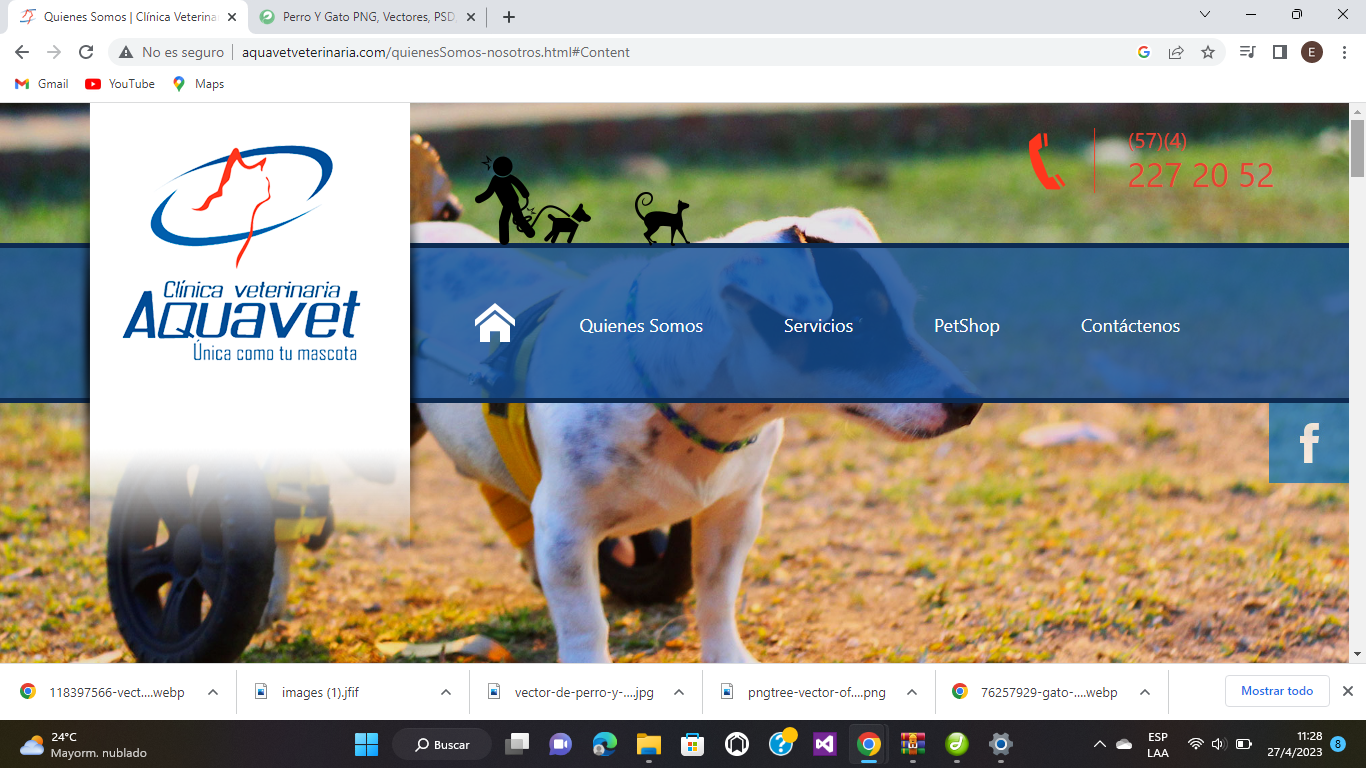 Quienes Somos | Clínica Veterina
Perro Y Gato PNG, Vectores, PSD,
No es seguro
aquavetveterinaria.com/quienesSomos-nosotros.html#Content
E
Gmail
YouTube
Maps
(57)(4)
227 20 52
Clínica veterinaria
Aquavet
Única como tu mascota
Quienes Somos
Servicios
PetShop
Contáctenos
f
118397566-vect....webp
images (1).jfif
vector-de-perro-y-....jpg
pngtree-vector-of....png
76257929-gato-....webp
Mostrar todo
24°C
Mayorm. nublado
Buscar
ESP
LAA
11:28
27/4/2023
8